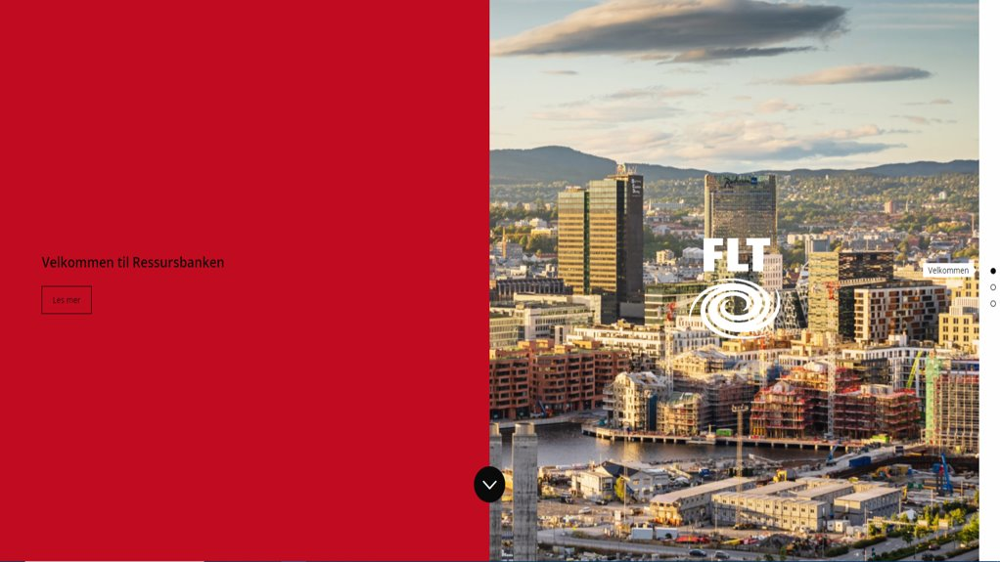 Velkommen til Ressursbanken
Les mer
FLT
Velkommen